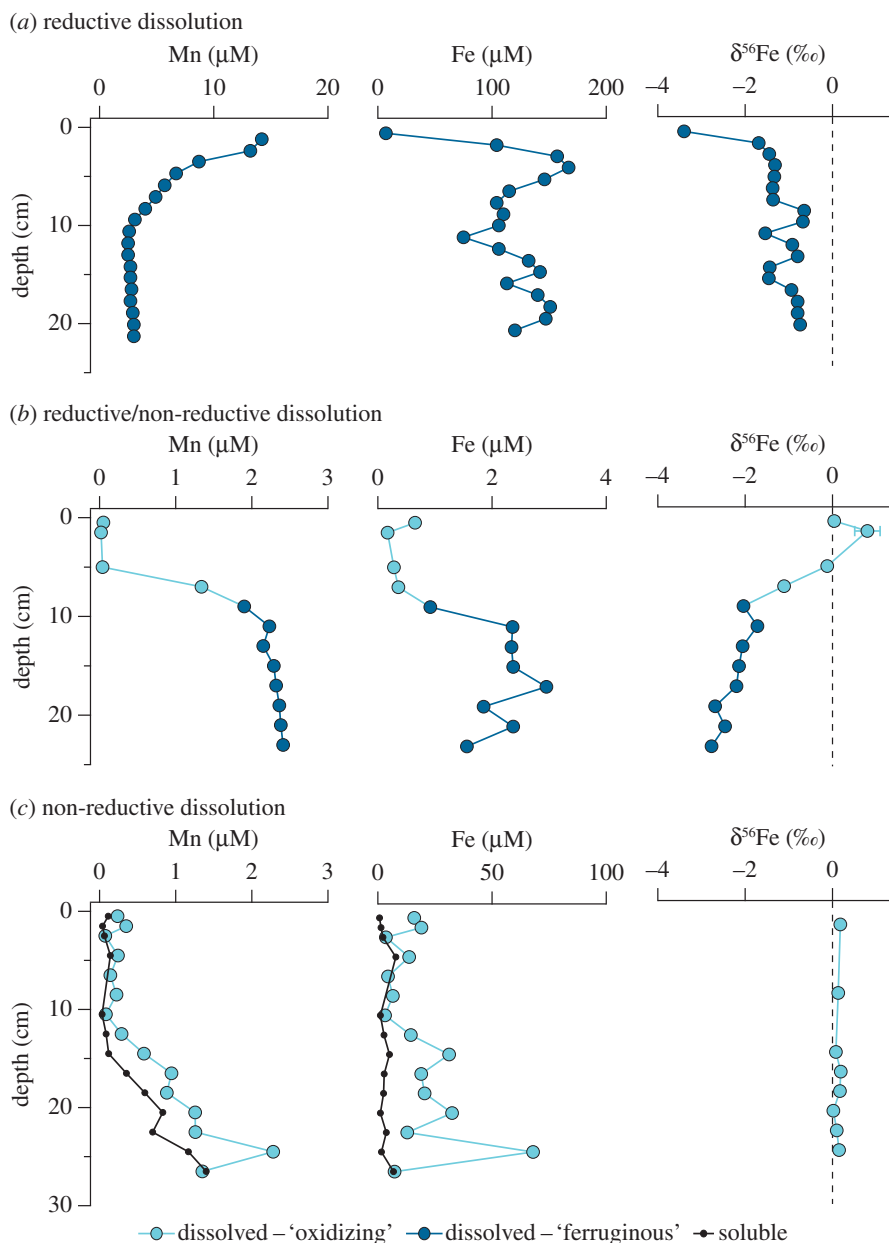 (a) reductive dissolution
Mn (μM) Fe (μM) δ⁵⁶Fe (‰)
0 10 20 0 100 200 –4 –2 0
0
10
20
depth (cm)
(b) reductive/non-reductive dissolution
Mn (μM) Fe (μM) δ⁵⁶Fe (‰)
0 1 2 3 0 2 4 –4 –2 0
0
10
20
depth (cm)
(c) non-reductive dissolution
Mn (μM) Fe (μM) δ⁵⁶Fe (‰)
0 1 2 3 0 50 100 –4 –2 0
0
10
20
30
depth (cm)
dissolved – ‘oxidizing’ dissolved – ‘ferruginous’ soluble